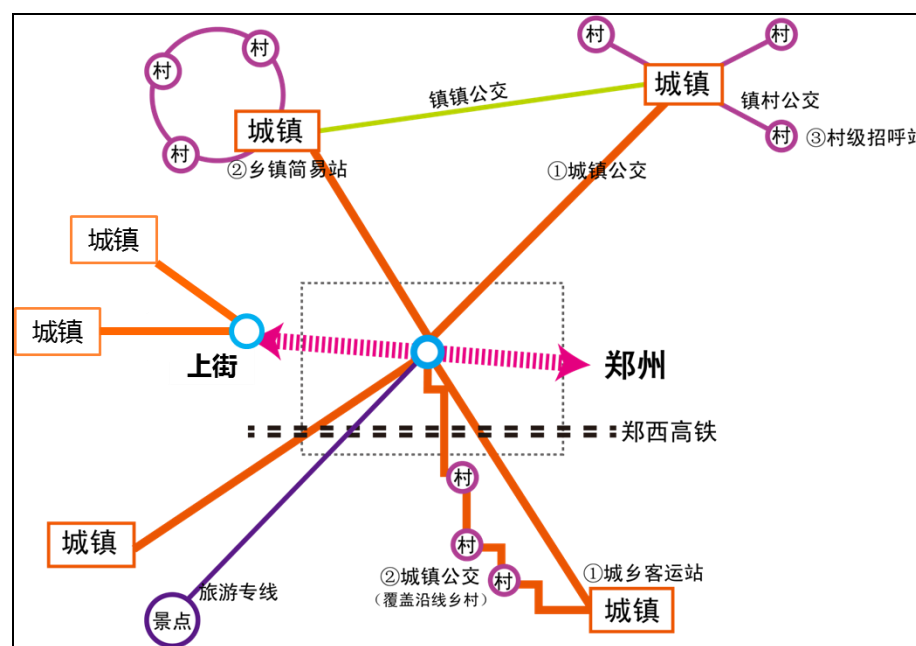 村
村
村
村
城镇
镇镇公交
城镇
镇村公交
村
村
③村级招呼站
②乡镇简易站
①城镇公交
城镇
城镇
上街
郑州
郑西高铁
村
城镇
村
②城镇公交
（覆盖沿线乡村）
村
①城乡客运站
旅游专线
城镇
景点